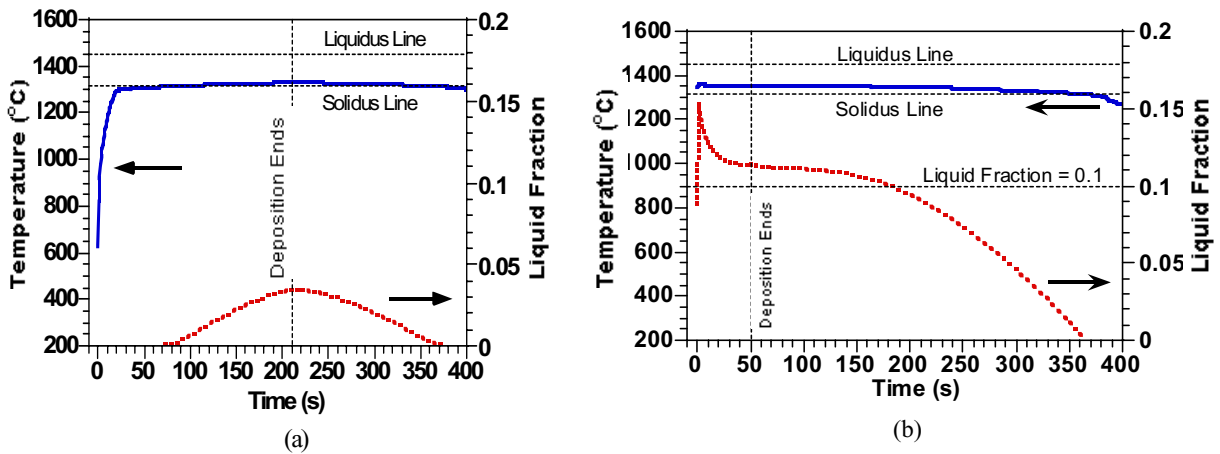 1600
1400
1200
1000
800
600
400
200
Temperature (°C)
0.2
0.15
0.1
0.05
0
Liquid Fraction
Liquidus Line
Solidus Line
Deposition Ends
0 50 100 150 200 250 300 350 400
Time (s)
(a)
1600
1400
1200
1000
800
600
400
200
Temperature (°C)
0.2
0.15
0.1
0.05
0
Liquid Fraction
Liquidus Line
Solidus Line
Liquid Fraction = 0.1
Deposition Ends
0 50 100 150 200 250 300 350 400
Time (s)
(b)